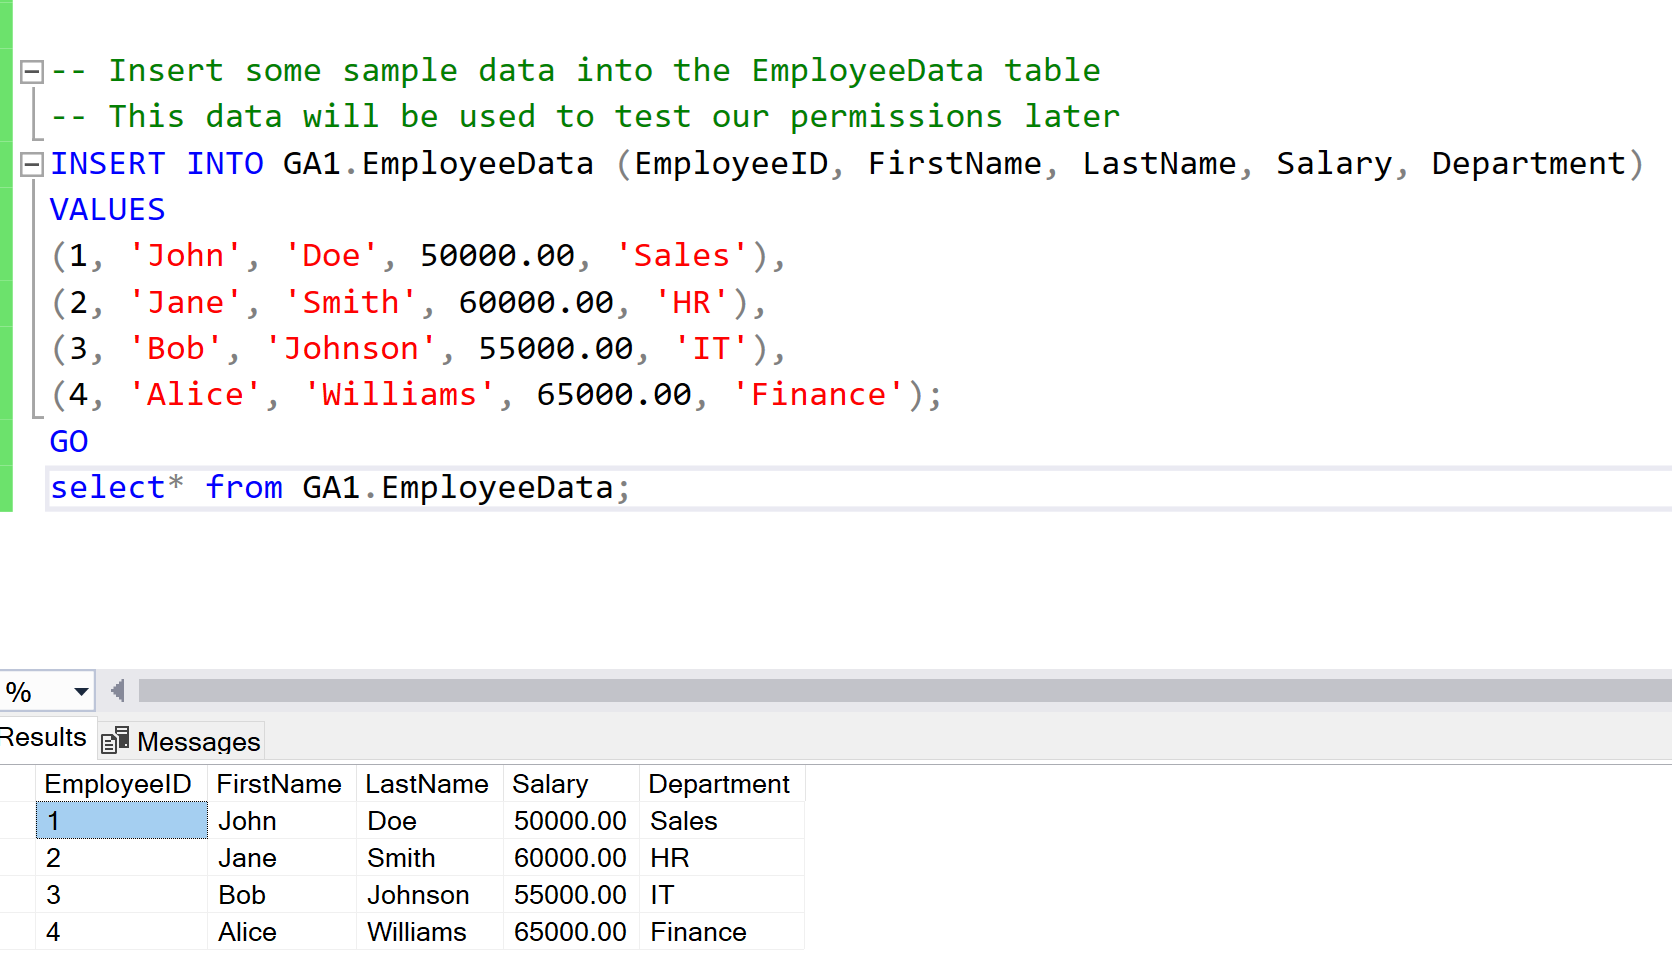 -- Insert some sample data into the EmployeeData table
-- This data will be used to test our permissions later
INSERT INTO GA1.EmployeeData (EmployeeID, FirstName, LastName, Salary, Department)
VALUES
(1, 'John', 'Doe', 50000.00, 'Sales'),
(2, 'Jane', 'Smith', 60000.00, 'HR'),
(3, 'Bob', 'Johnson', 55000.00, 'IT'),
(4, 'Alice', 'Williams', 65000.00, 'Finance');
GO
select* from GA1.EmployeeData;
%
Results Messages
EmployeeID FirstName LastName Salary Department
1 John Doe 50000.00 Sales
2 Jane Smith 60000.00 HR
3 Bob Johnson 55000.00 IT
4 Alice Williams 65000.00 Finance